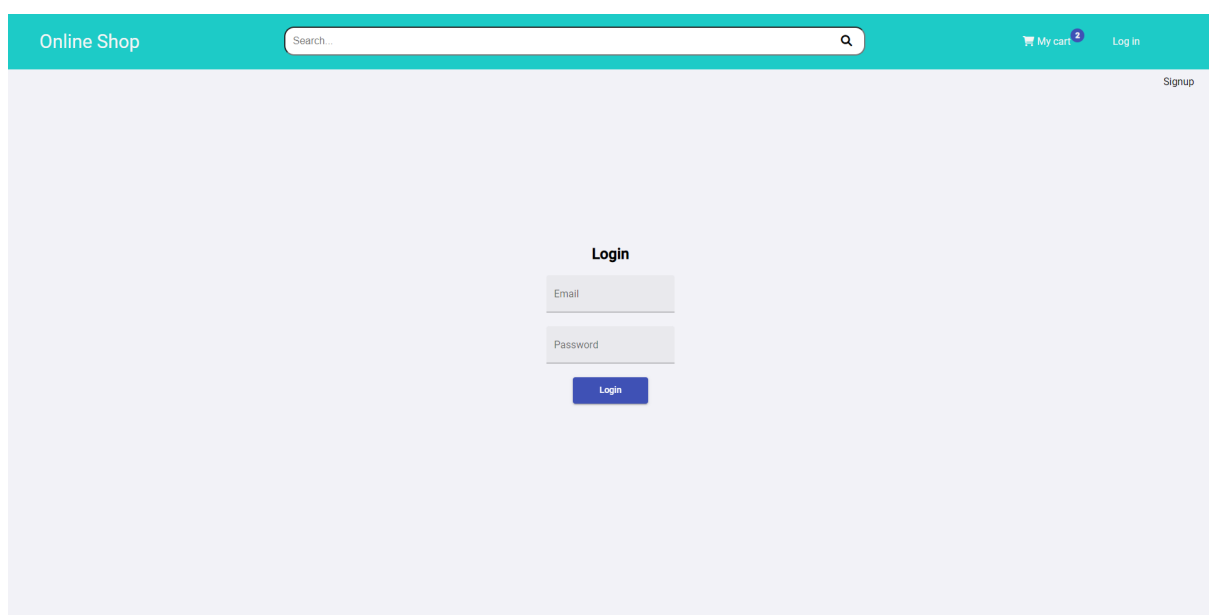 Online Shop
Search...
My cart 2
Log in
Signup
Login
Email
Password
Login